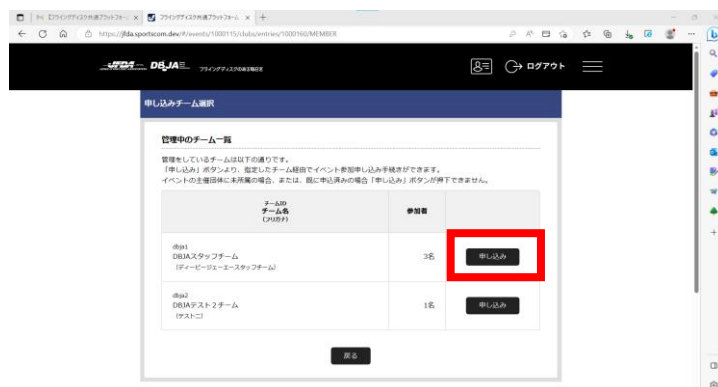 【フライングディスク共通プラットフォー
フライングディスク共通プラットフォーム
https://jfda.sportscom.dev/#/events/1000115/clubs/entries/1000160/MEMBER
JFDA DBJA
ログアウト
申し込みチーム選択
管理中のチーム一覧
管理をしているチームは以下の通りです。
「申し込み」ボタンより、指定したチーム経由でイベント参加申し込み手続きができます。
イベントの主催団体に未所属の場合、または、既に申込済みの場合「申し込み」ボタンが押下できません。
チームID
チーム名
(フリガナ)
参加者
dbja1
DBJAスタッフチーム
(ディービージェーエースタッフチーム)
3名
申し込み
dbja2
DBJAテスト2チーム
(テストニ)
1名
申し込み
戻る